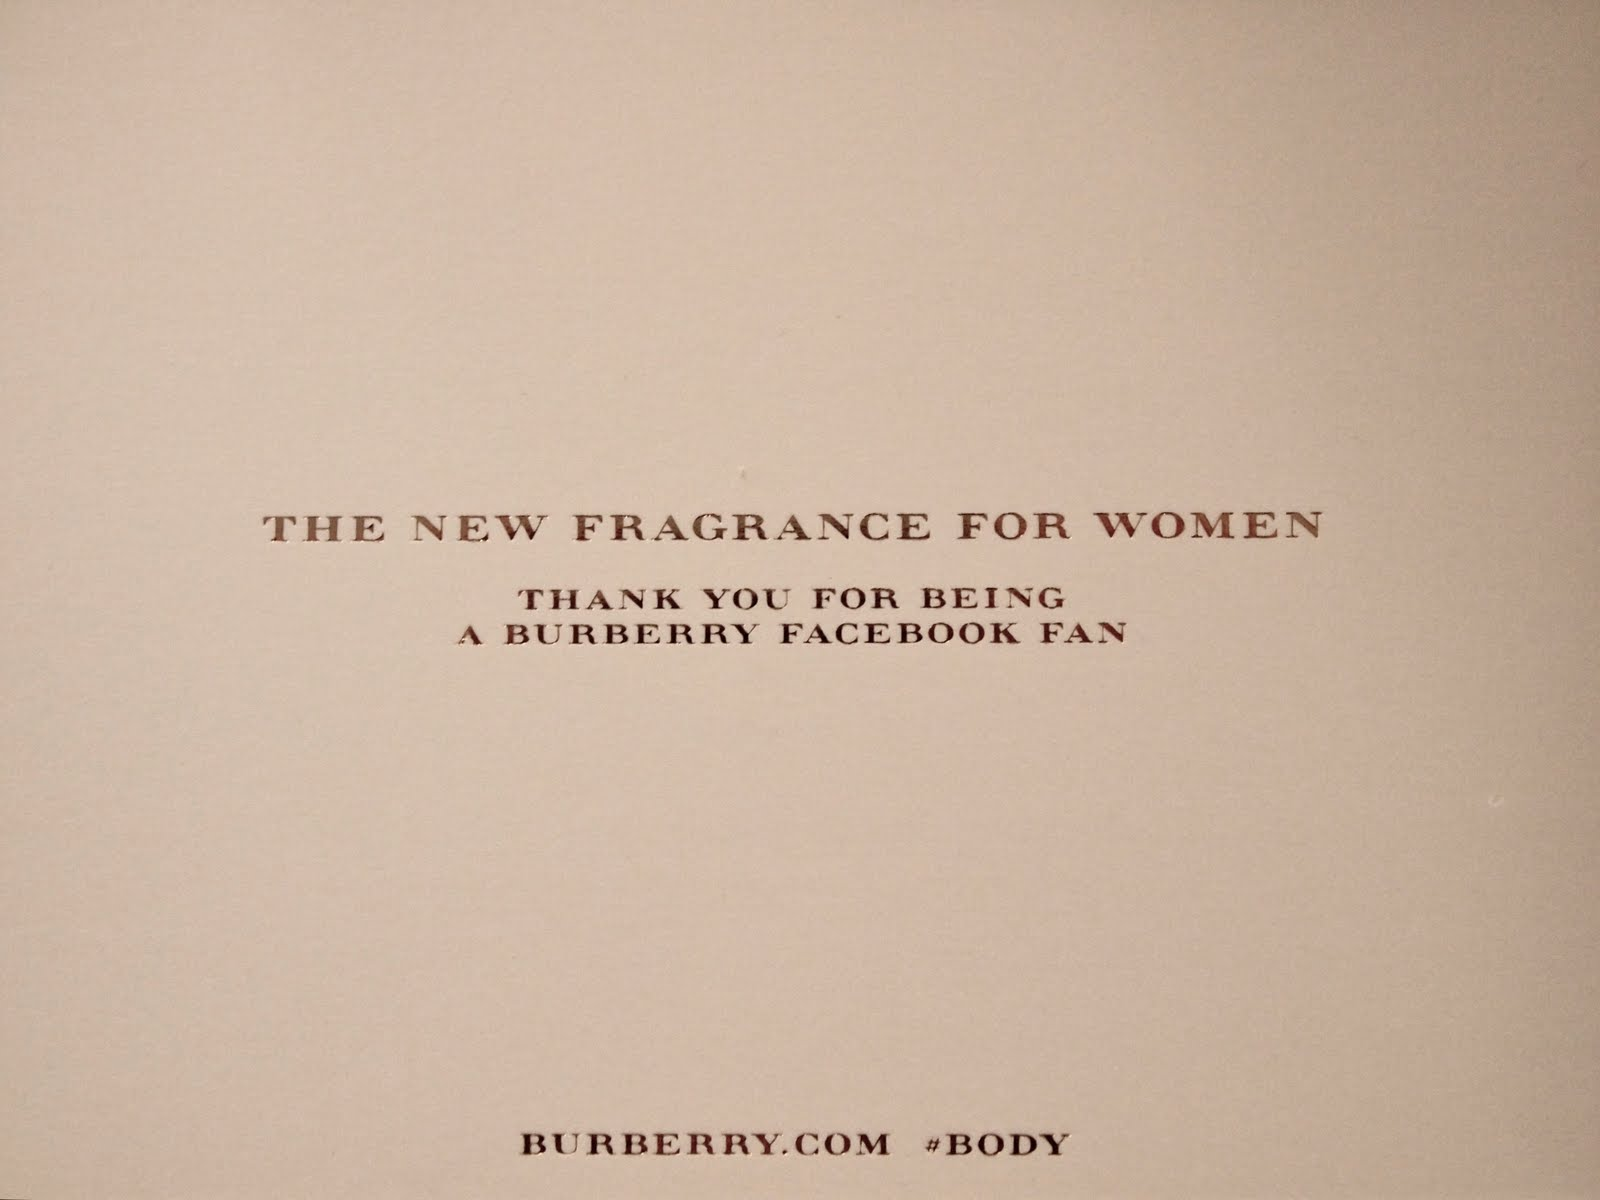 THE NEW FRAGRANCE FOR WOMEN
THANK YOU FOR BEING
A BURBERRY FACEBOOK FAN
BURBERRY.COM #BODY